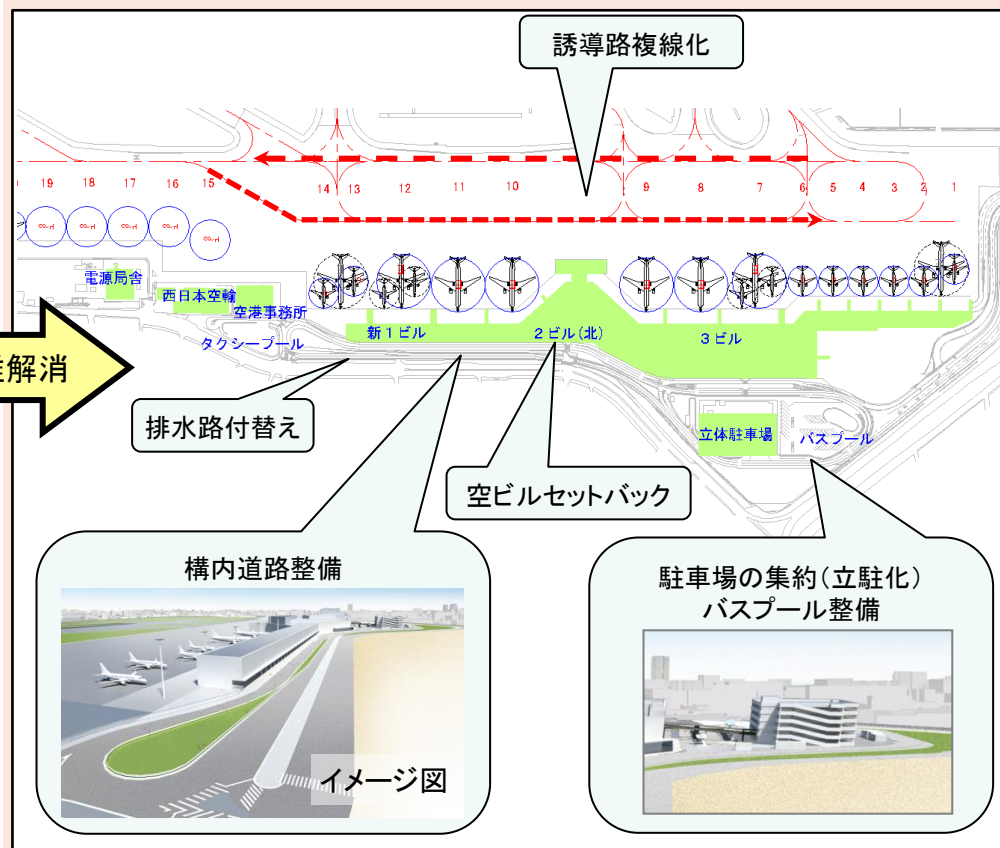 誘導路複線化
19
18
17
16
15
14
13
12
11
10
9
8
7
6
5
4
3
2
1
電源局舎
西日本空輸
空港事務所
タクシープール
新1ビル
2ビル(北)
3ビル
解消
排水路付替え
立体駐車場
バスプール
空ビルセットバック
構内道路整備
イメージ図
駐車場の集約(立駐化)
バスプール整備